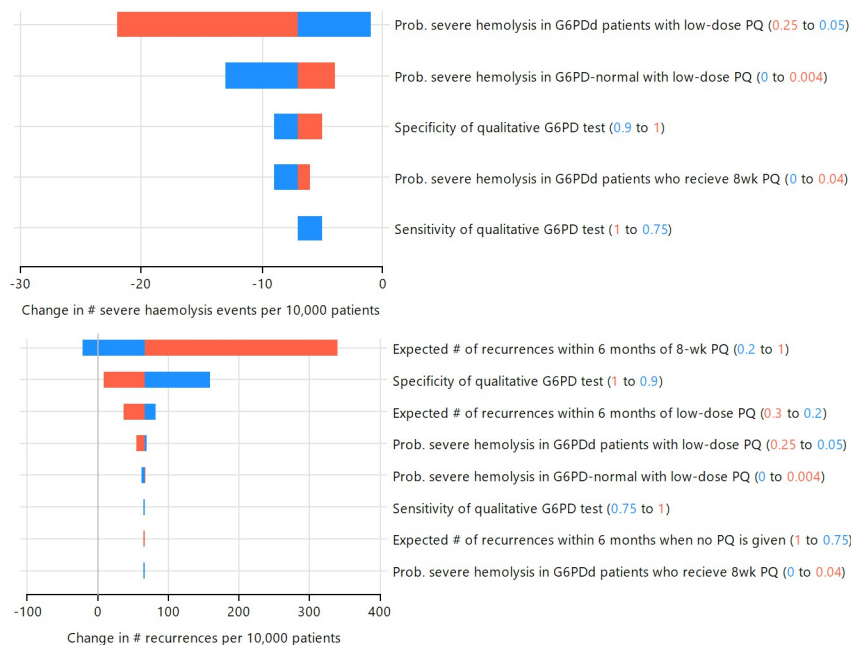 Prob. severe hemolysis in G6PDd patients with low-dose PQ (0.25 to 0.05)
Prob. severe hemolysis in G6PD-normal with low-dose PQ (0 to 0.004)
Specificity of qualitative G6PD test (0.9 to 1)
Prob. severe hemolysis in G6PDd patients who recieve 8wk PQ (0 to 0.04)
Sensitivity of qualitative G6PD test (1 to 0.75)
-30 -20 -10 0
Change in # severe haemolysis events per 10,000 patients
Expected # of recurrences within 6 months of 8-wk PQ (0.2 to 1)
Specificity of qualitative G6PD test (1 to 0.9)
Expected # of recurrences within 6 months of low-dose PQ (0.3 to 0.2)
Prob. severe hemolysis in G6PDd patients with low-dose PQ (0.25 to 0.05)
Prob. severe hemolysis in G6PD-normal with low-dose PQ (0 to 0.004)
Sensitivity of qualitative G6PD test (0.75 to 1)
Expected # of recurrences within 6 months when no PQ is given (1 to 0.75)
Prob. severe hemolysis in G6PDd patients who recieve 8wk PQ (0 to 0.04)
-100 0 100 200 300 400
Change in # recurrences per 10,000 patients